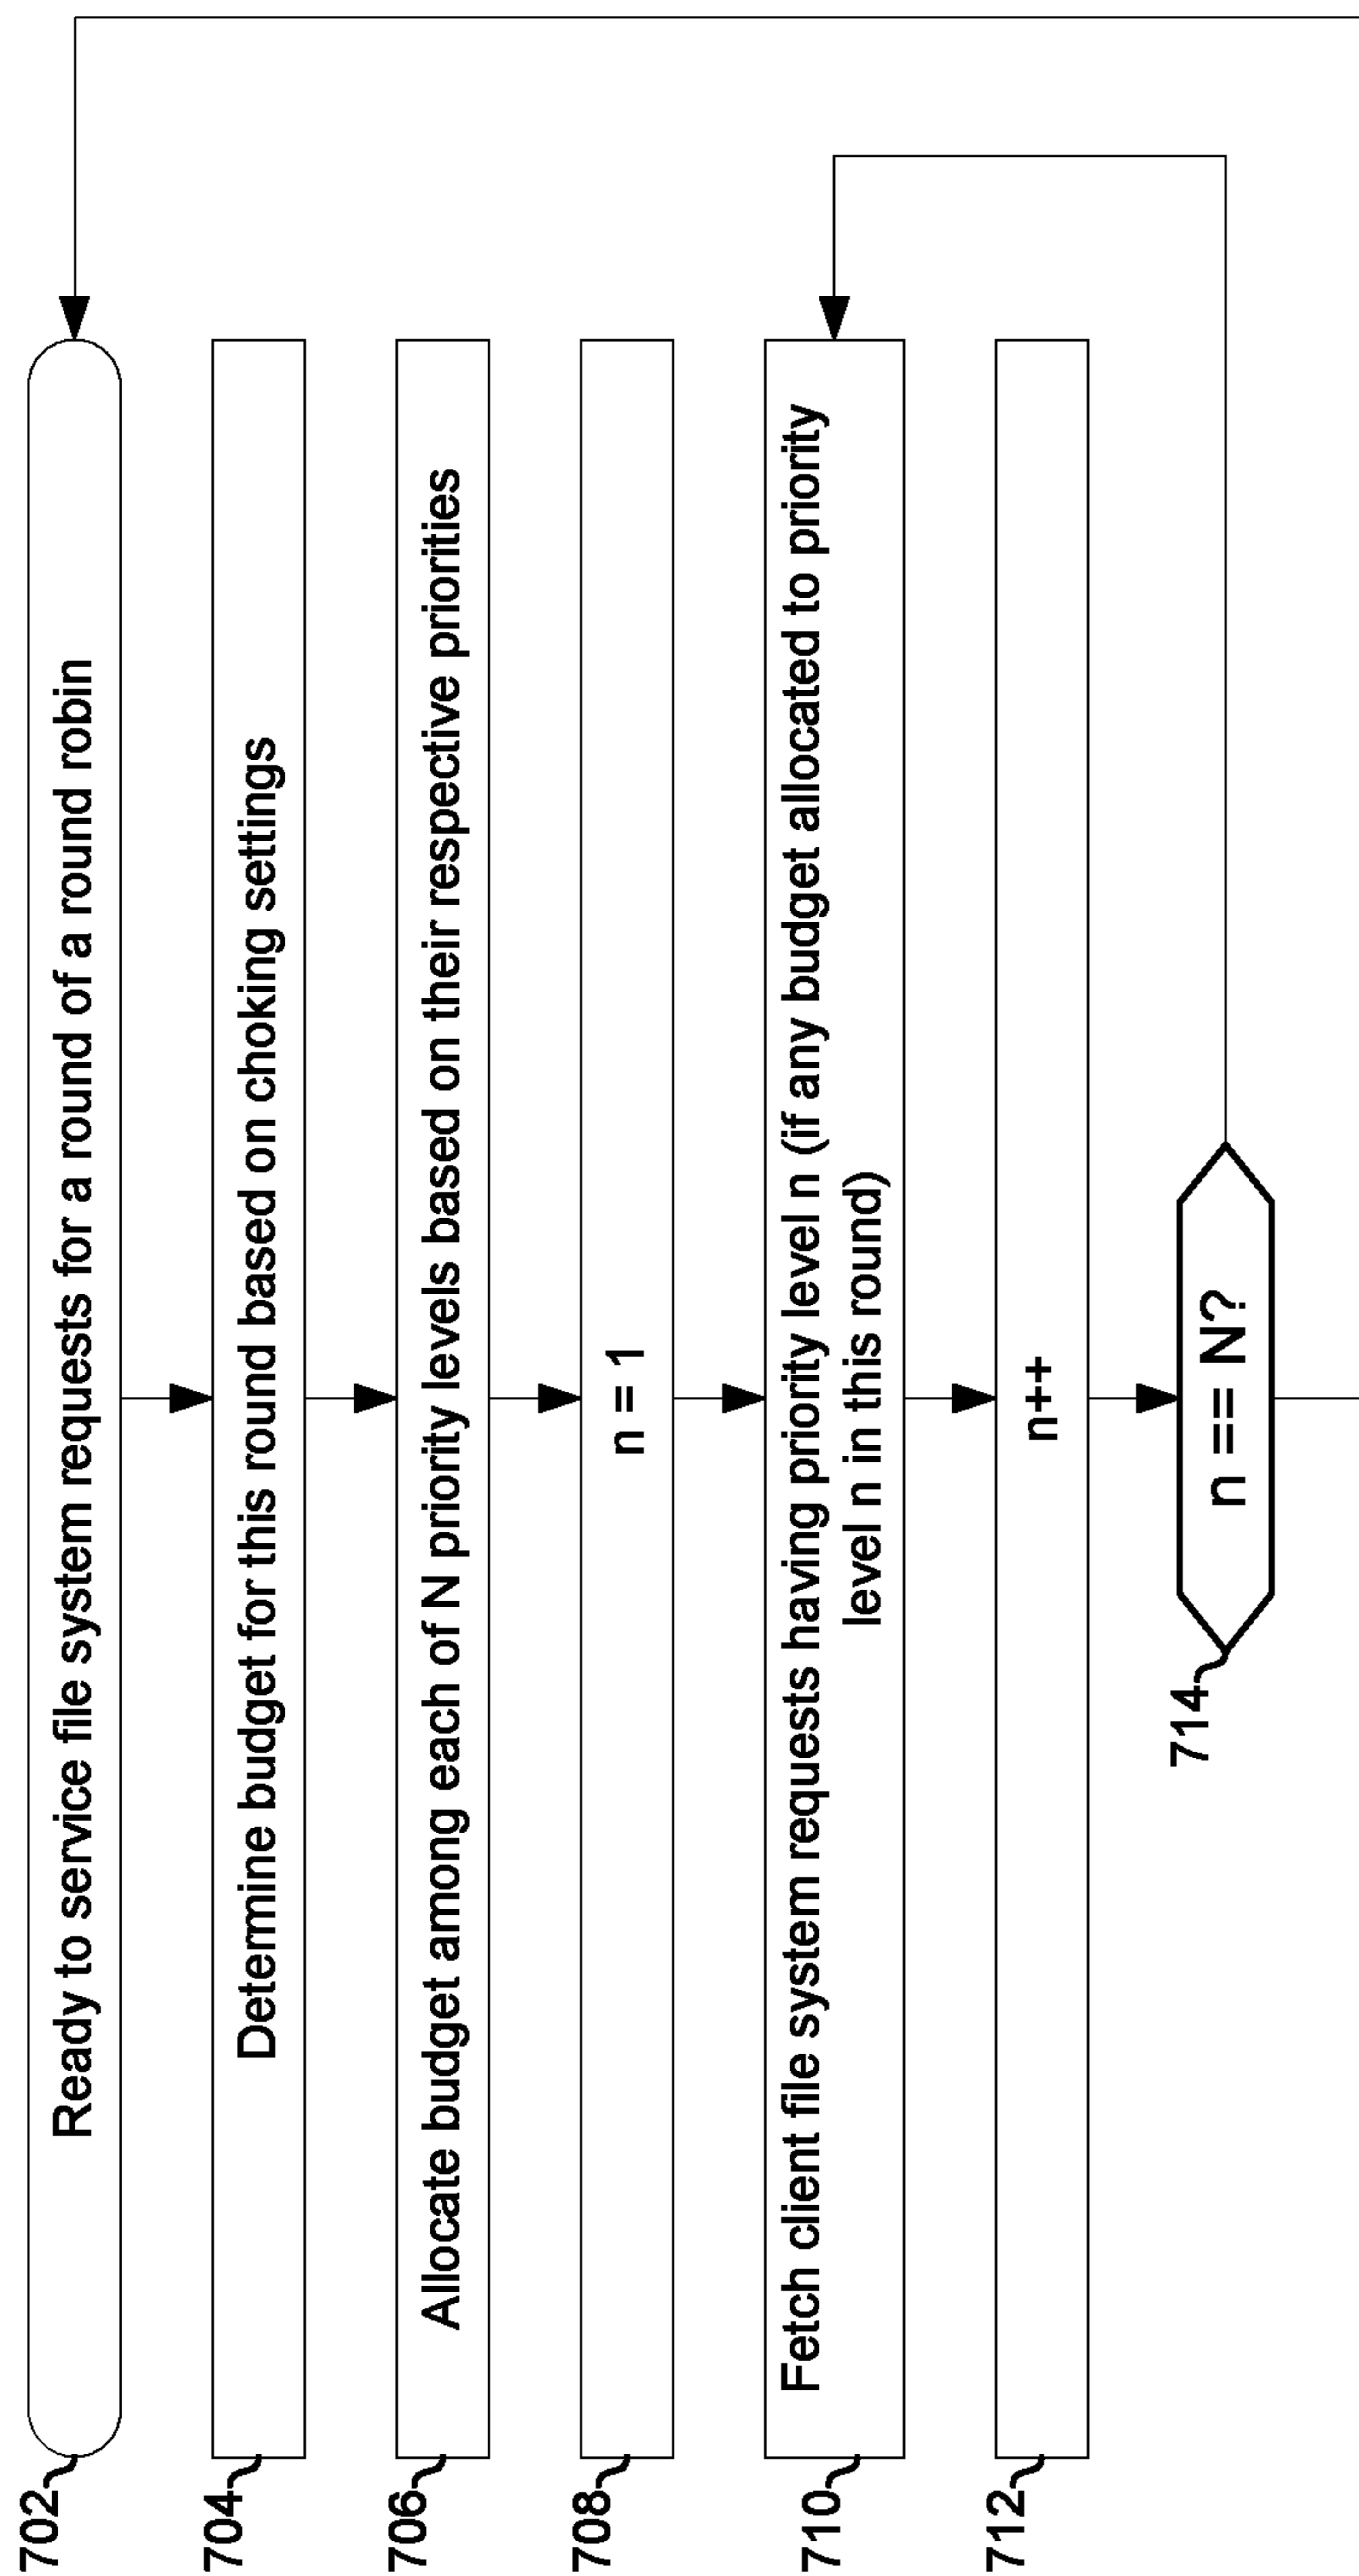 702
Ready to service file system requests for a round of a round robin
704
Determine budget for this round based on choking settings
706
Allocate budget among each of N priority levels based on their respective priorities
708
n = 1
710
Fetch client file system requests having priority level n (if any budget allocated to priority
level n in this round)
712
n++
714
n == N?